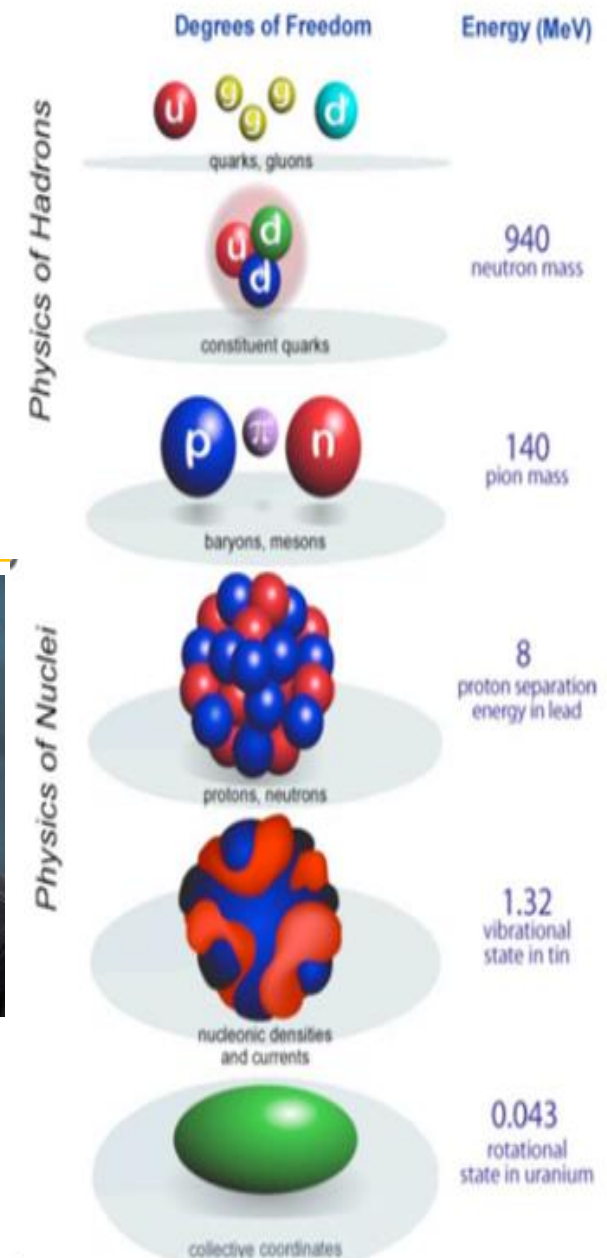 Degrees of Freedom
Energy (MeV)
Physics of Hadrons
u g g g d
quarks, gluons
u d d
constituent quarks
940
neutron mass
p π n
baryons, mesons
140
pion mass
Physics of Nuclei
protons, neutrons
8
proton separation
energy in lead
nucleonic densities
and currents
1.32
vibrational
state in tin
collective coordinates
0.043
rotational
state in uranium